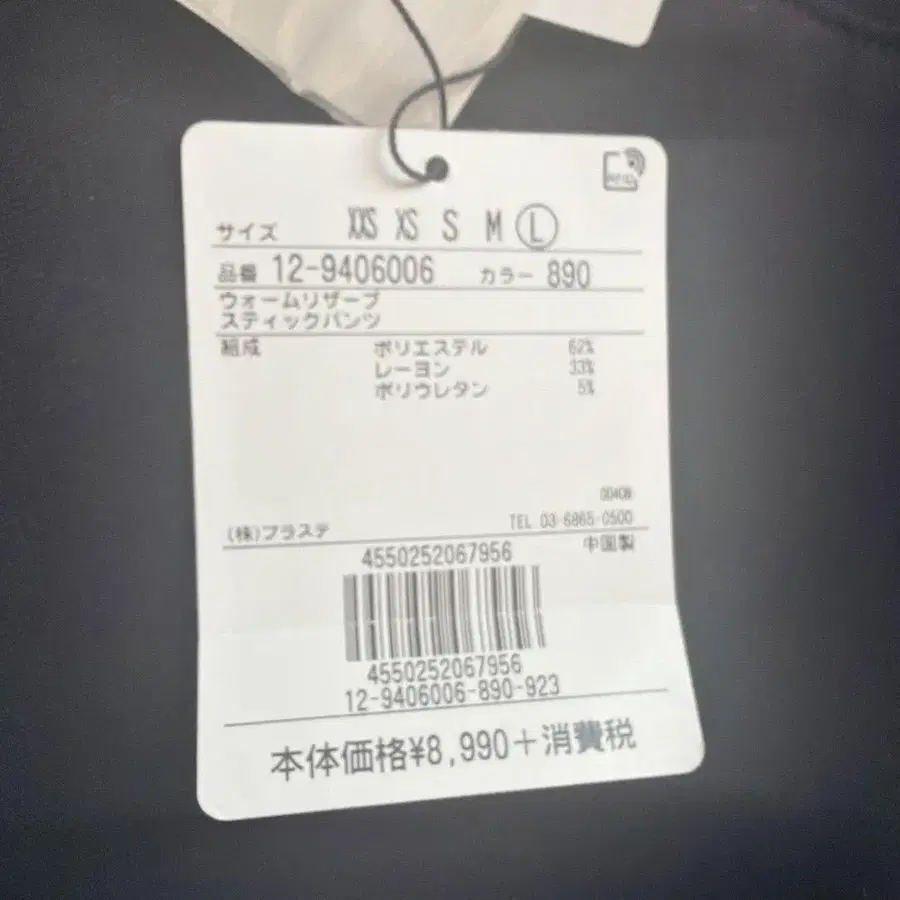 RFID
サイズ XXS XS S M L
品番 12-9406006 カラー 890
ウォームリザーブ
スティックパンツ
組成 ポリエステル 62%
レーヨン 33%
ポリウレタン 5%
(株)プラステ TEL 03-6865-0500
4550252067956 中国製
4550252067956
12-9406006-890-923
本体価格¥8,990+消費税